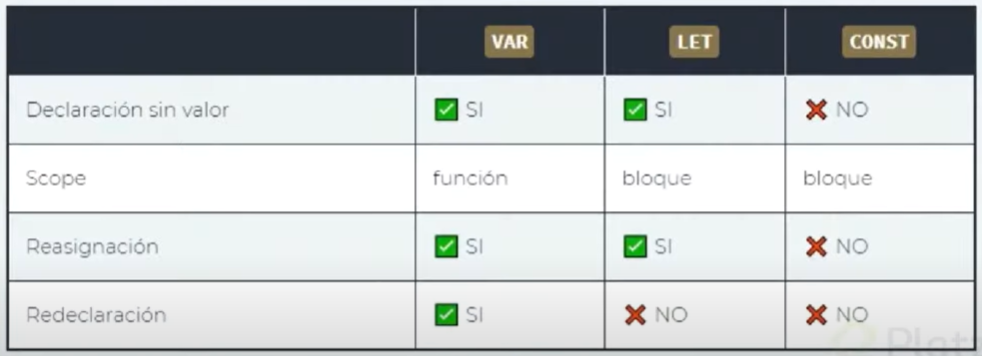 VAR LET CONST
Declaración sin valor SI SI NO
Scope función bloque bloque
Reasignación SI SI NO
Redeclaración SI NO NO